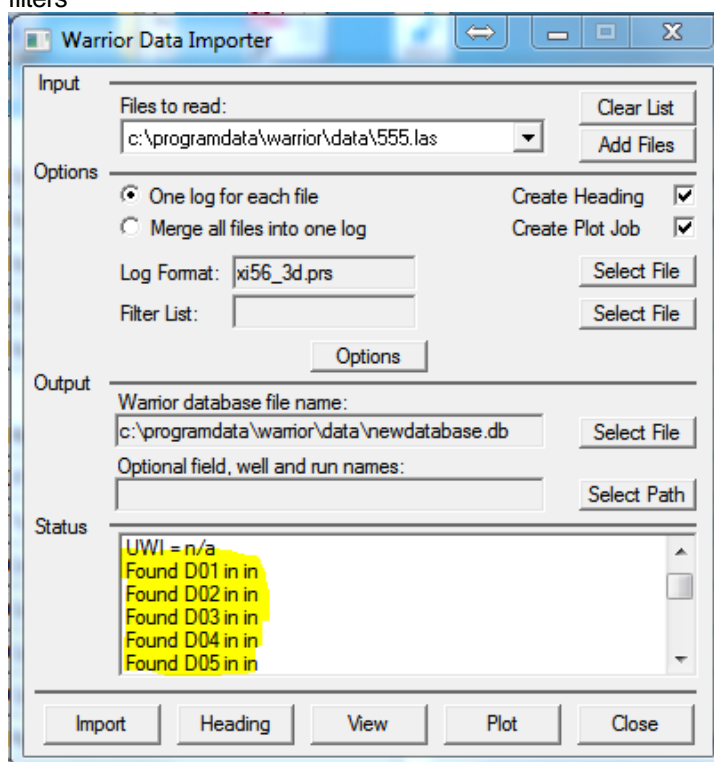 filters
Warrior Data Importer
Input
Files to read:
c:\programdata\warrior\data\555.las
Clear List
Add Files
Options
One log for each file
Create Heading
Merge all files into one log
Create Plot Job
Log Format:
xi56_3d.prs
Select File
Filter List:
Select File
Options
Output
Warrior database file name:
c:\programdata\warrior\data\newdatabase.db
Select File
Optional field, well and run names:
Select Path
Status
UWI = n/a
Found D01 in in
Found D02 in in
Found D03 in in
Found D04 in in
Found D05 in in
Import
Heading
View
Plot
Close